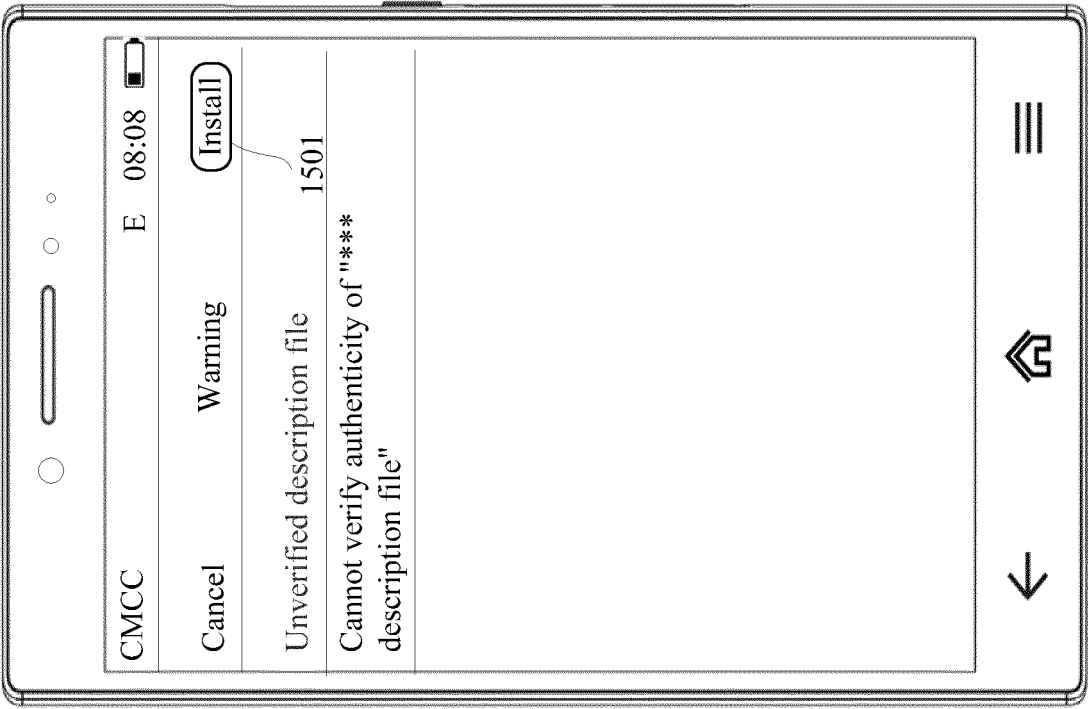 CMCC E 08:08
Cancel Warning Install
1501
Unverified description file
Cannot verify authenticity of "***
description file"